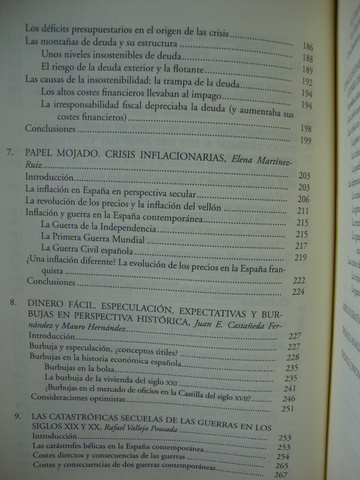 Los déficits presupuestarios en el origen de las crisis ........ 186
Las montañas de deuda y su estructura ........ 188
Unos niveles insostenibles de deuda ........ 189
El riesgo de la deuda exterior y la flotante ........ 192
Las causas de la insostenibilidad: la trampa de la deuda ........ 194
Los altos costes financieros llevaban al impago ........ 194
La irresponsabilidad fiscal depreciaba la deuda (y aumentaba sus
costes financieros) ........ 198
Conclusiones ........ 199
7. PAPEL MOJADO. CRISIS INFLACIONARIAS, Elena Martínez-
Ruiz ........ 203
Introducción ........ 203
La inflación en España en perspectiva secular ........ 206
La revolución de los precios y la inflación del vellón ........ 211
Inflación y guerra en la España contemporánea ........ 215
La Guerra de la Independencia ........ 215
La Primera Guerra Mundial ........ 217
La Guerra Civil española ........ 219
¿Una inflación diferente? La evolución de los precios en la España fran-
quista ........ 222
Conclusiones ........ 224
8. DINERO FÁCIL. ESPECULACIÓN, EXPECTATIVAS Y BUR-
BUJAS EN PERSPECTIVA HISTÓRICA, Juan E. Castañeda Fer-
nández y Mauro Hernández ........ 227
Introducción ........ 227
Burbuja y especulación, ¿conceptos útiles? ........ 228
Burbujas en la historia económica española ........ 235
Burbujas en la bolsa ........ 235
La burbuja de la vivienda del siglo XXI ........ 241
¿Burbujas en el mercado de oficios en la Castilla del siglo XVII? ........ 246
Consideraciones optimistas ........ 251
9. LAS CATASTRÓFICAS SECUELAS DE LAS GUERRAS EN LOS
SIGLOS XIX Y XX, Rafael Vallejo Pousada ........ 253
Introducción ........ 253
Las catástrofes bélicas en la España contemporánea ........ 254
Costes directos y consecuencias de las guerras ........ 265
Costes y consecuencias de dos guerras contemporáneas ........ 267